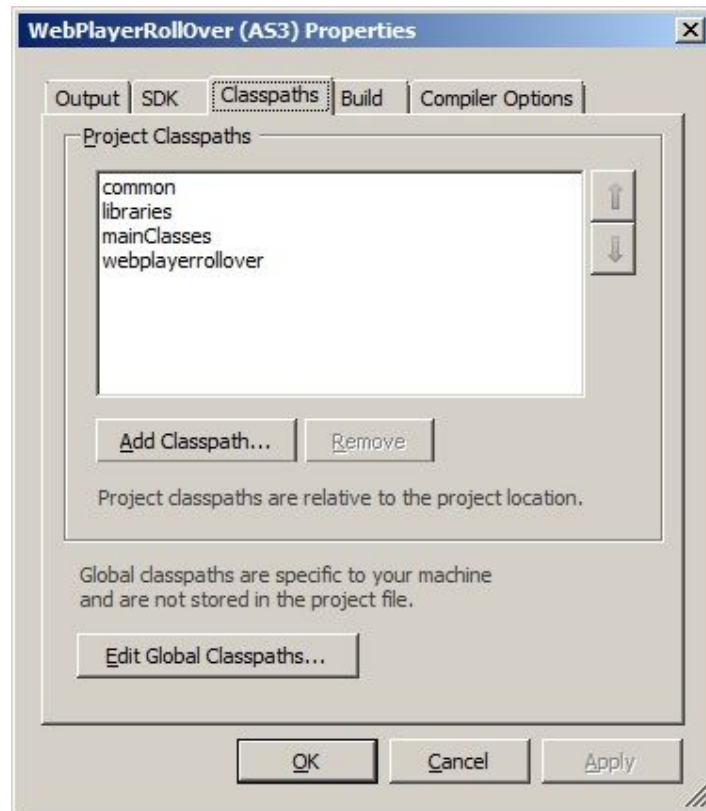 WebPlayerRollOver (AS3) Properties
Output SDK Classpaths Build Compiler Options
Project Classpaths
common
libraries
mainClasses
webplayerrollover
Add Classpath... Remove
Project classpaths are relative to the project location.
Global classpaths are specific to your machine
and are not stored in the project file.
Edit Global Classpaths...
OK Cancel Apply